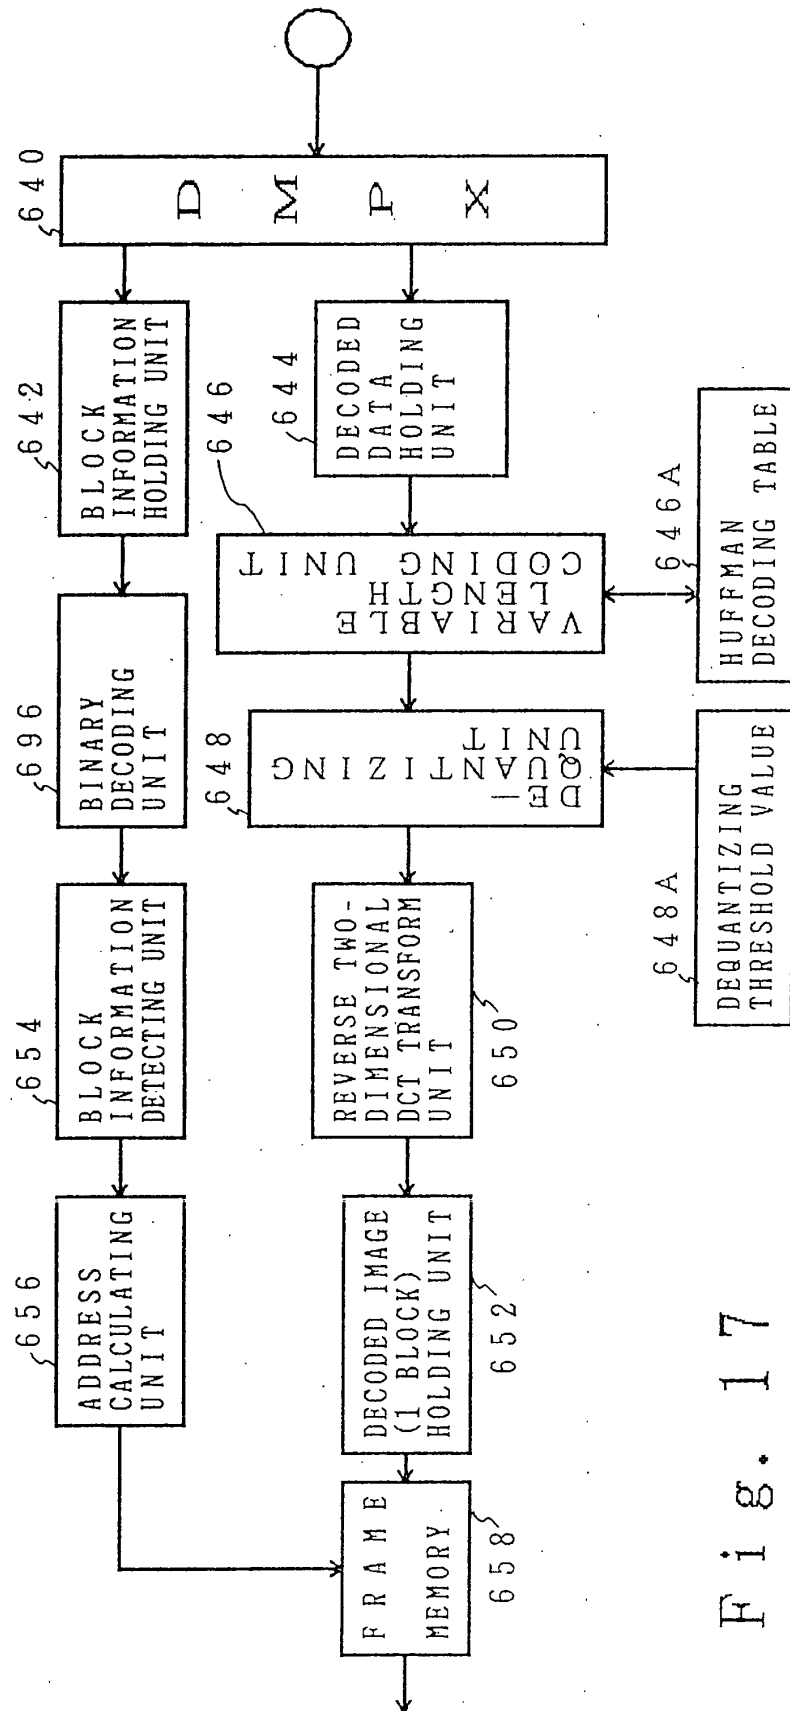 640
D M P X
642
BLOCK
INFORMATION
HOLDING UNIT
696
BINARY
DECODING
UNIT
654
BLOCK
INFORMATION
DETECTING UNIT
656
ADDRESS
CALCULATING
UNIT
644
DECODED
DATA
HOLDING
UNIT
646
VARIABLE
LENGTH
CODING UNIT
646A
HUFFMAN
DECODING TABLE
648
DE-
QUANTIZING
UNIT
648A
DEQUANTIZING
THRESHOLD VALUE
REVERSE TWO-
DIMENSIONAL
DCT TRANSFORM
UNIT
650
DECODED IMAGE
(1 BLOCK)
HOLDING UNIT
652
FRAME
MEMORY
658
Fig. 17